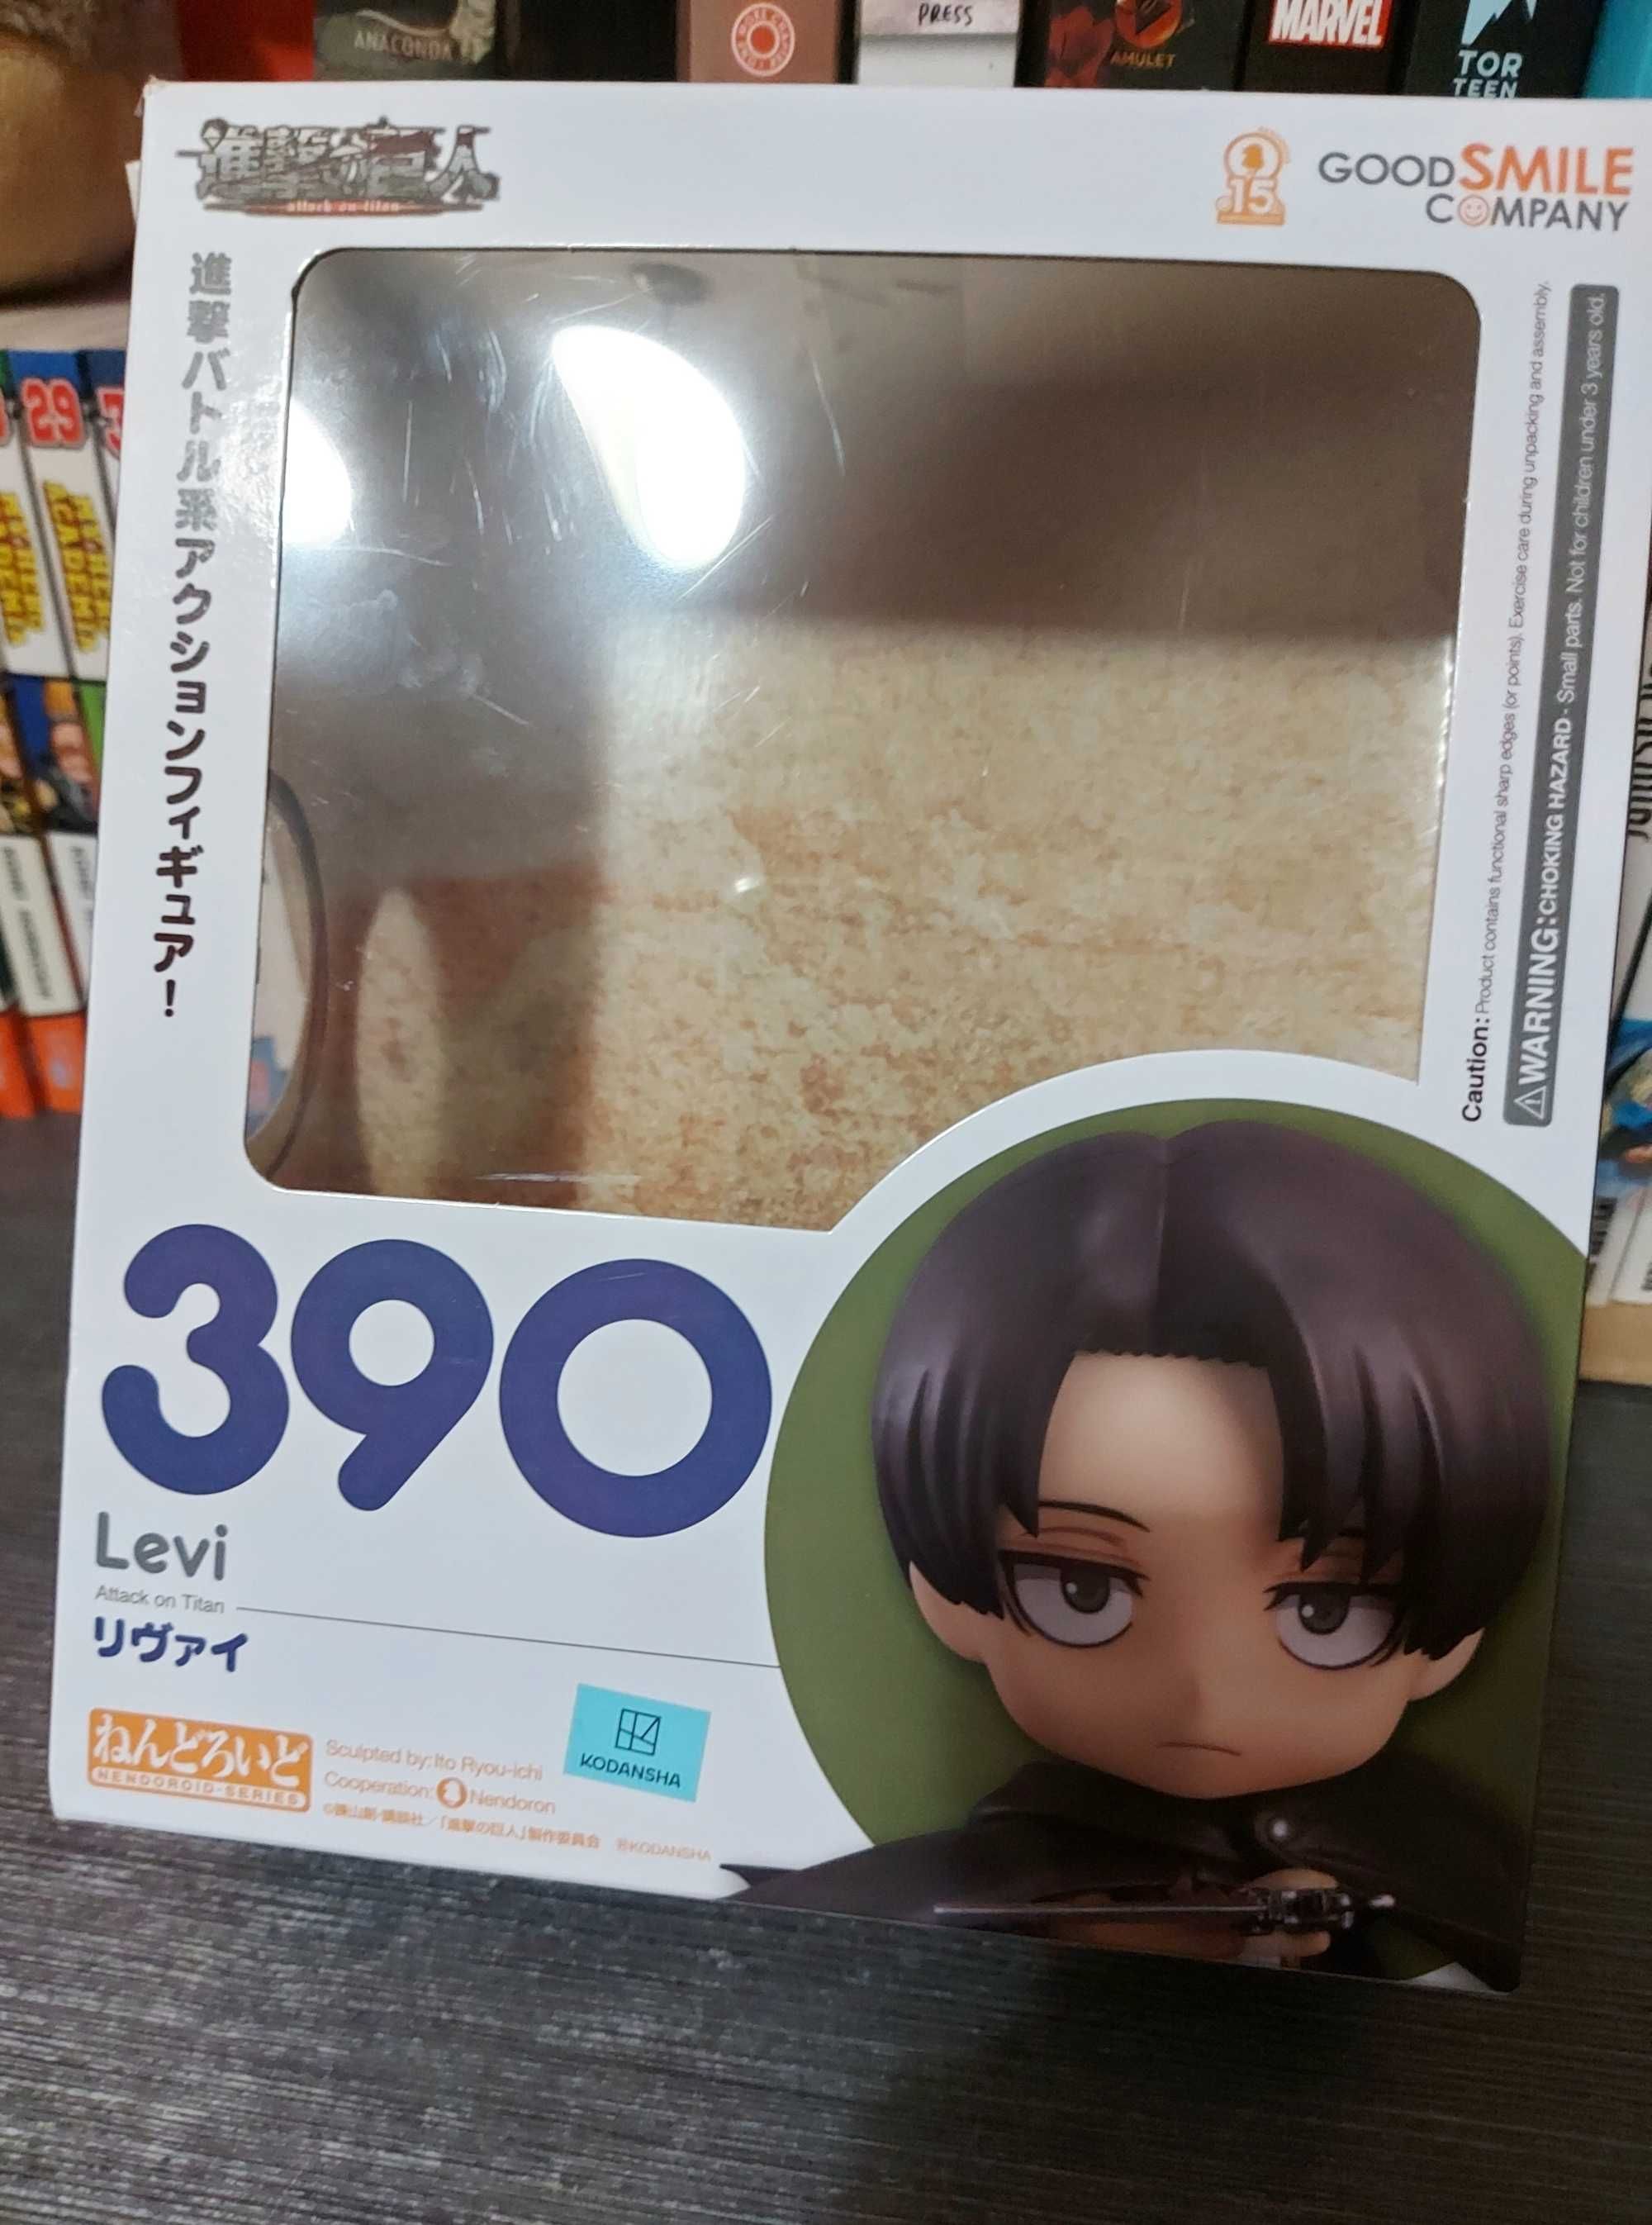 ANACONDA
PRESS
AMULET
MARVEL
TOR
TEEN
進撃の巨人
attack on titan
15
GOOD SMILE
COMPANY
進撃バトル系アクションフィギュア!
Caution: Product contains functional sharp edges (or points). Exercise care during unpacking and assembly.
⚠WARNING: CHOKING HAZARD- Small parts. Not for children under 3 years old.
29
390
Levi
Attack on Titan
リヴァイ
ねんどろいど
NENDOROID-SERIES
Sculpted by: Ito Ryou-ichi
Cooperation: Nendoron
KODANSHA
©諫山創・講談社／「進撃の巨人」製作委員会 ®KODANSHA